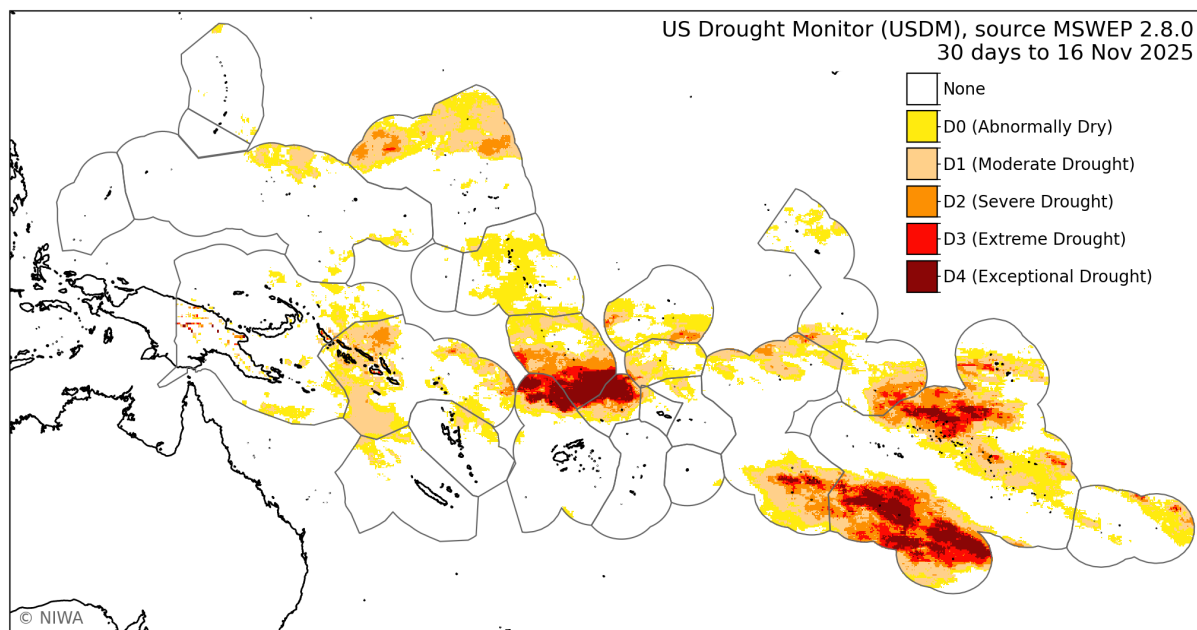 US Drought Monitor (USDM), source MSWEP 2.8.0
30 days to 16 Nov 2025
None
D0 (Abnormally Dry)
D1 (Moderate Drought)
D2 (Severe Drought)
D3 (Extreme Drought)
D4 (Exceptional Drought)
© NIWA